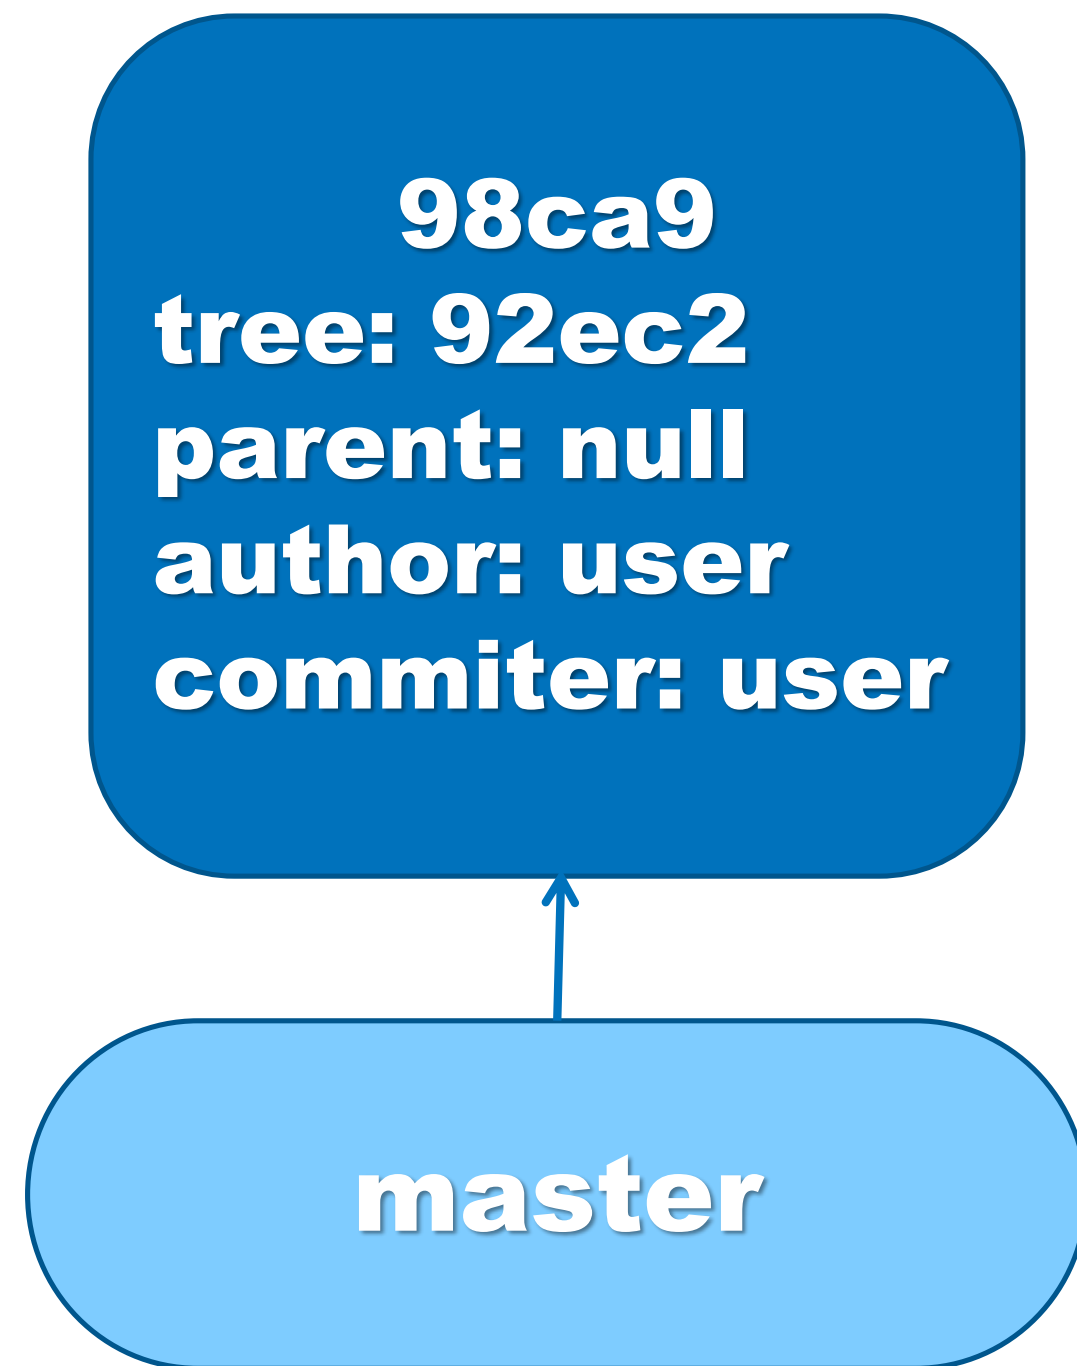 98ca9
tree: 92ec2
parent: null
author: user
commiter: user
master